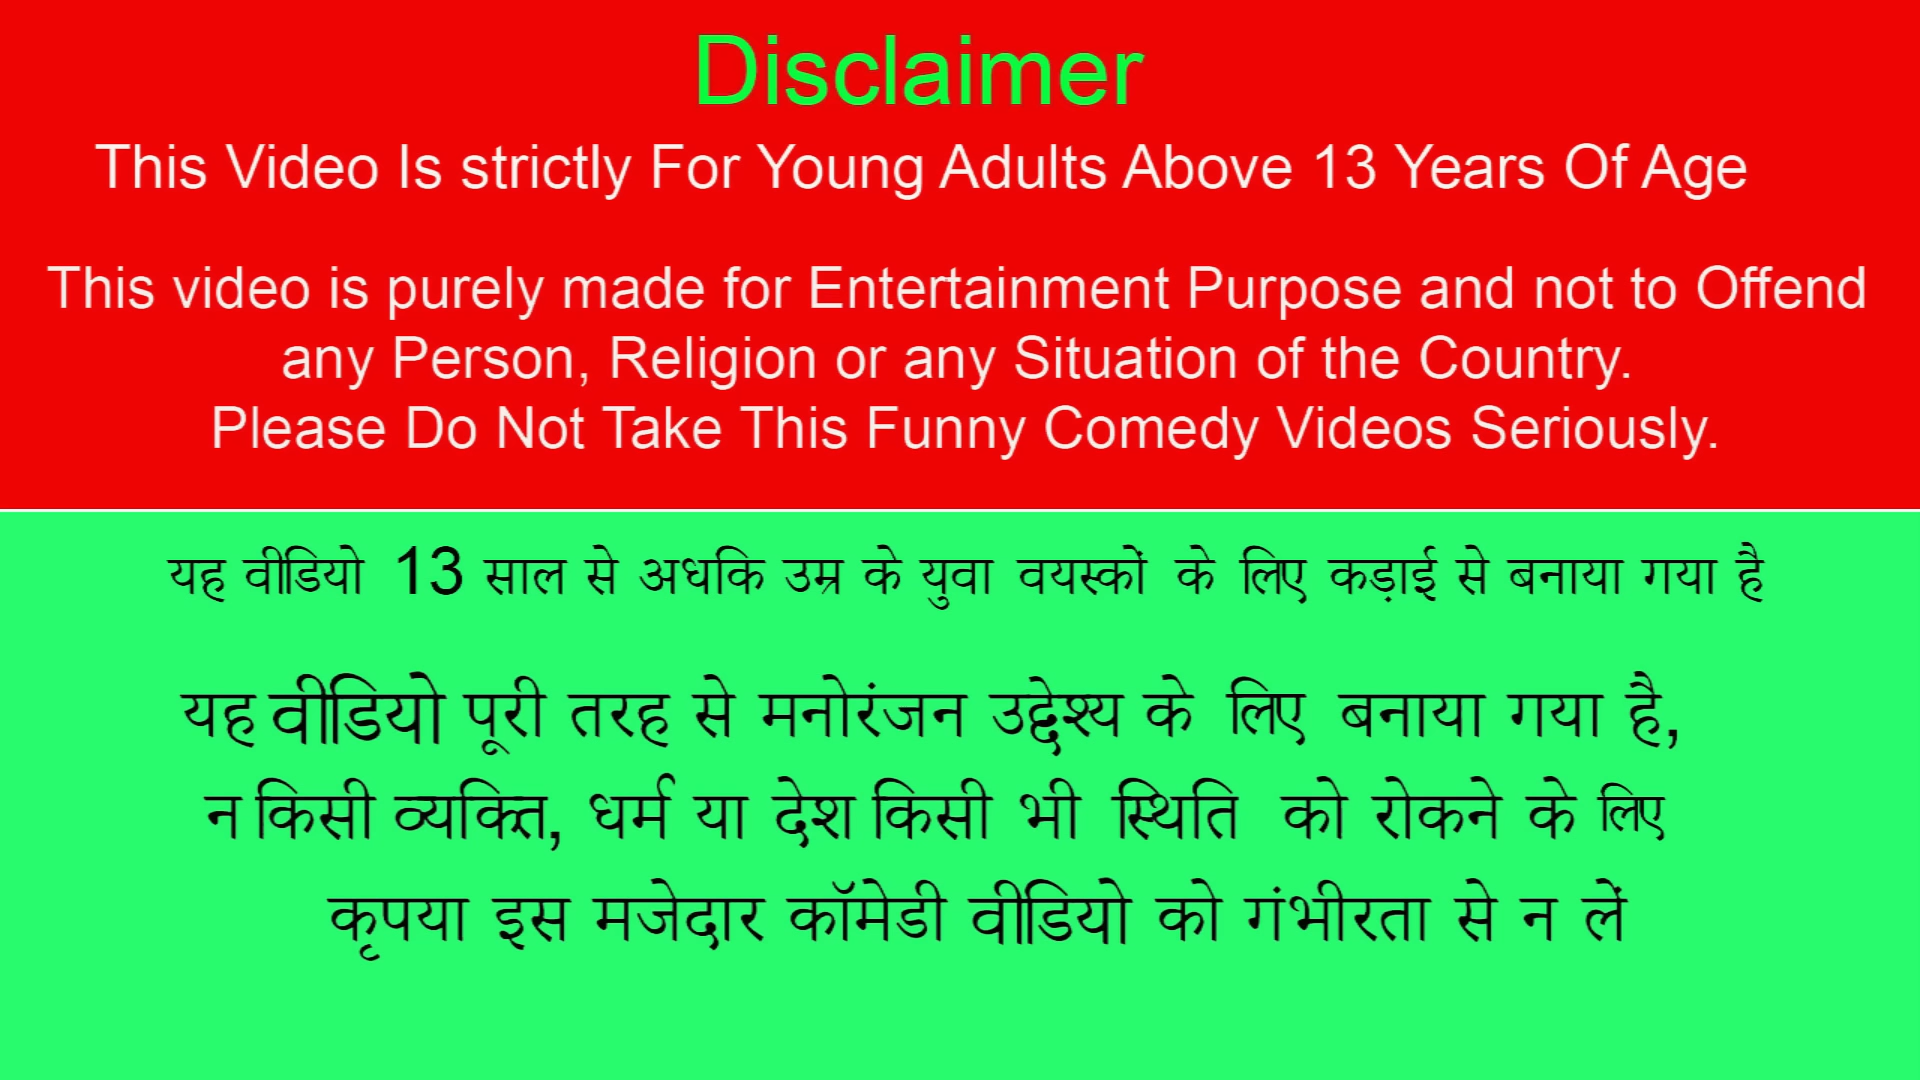 Disclaimer
This Video Is strictly For Young Adults Above 13 Years Of Age
This video is purely made for Entertainment Purpose and not to Offend
any Person, Religion or any Situation of the Country.
Please Do Not Take This Funny Comedy Videos Seriously.
यह वीडियो 13 साल से अधकि उम्र के युवा वयस्कों के लिए कड़ाई से बनाया गया है
यह वीडियो पूरी तरह से मनोरंजन उद्देश्य के लिए बनाया गया है,
न किसी व्यक्ति, धर्म या देश किसी भी स्थिति को रोकने के लिए
कृपया इस मजेदार कॉमेडी वीडियो को गंभीरता से न लें